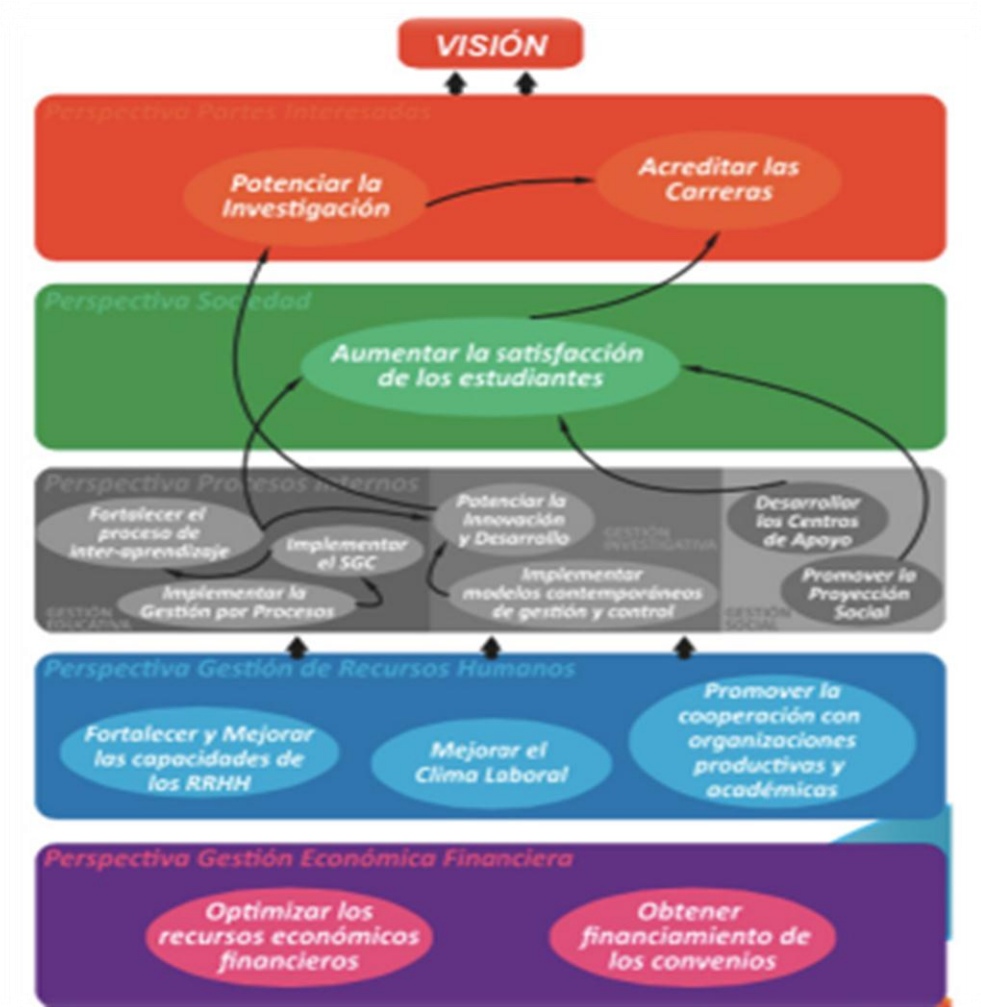 VISIÓN
Perspectiva Partes Interesadas
Potenciar la
Investigación
Acreditar las
Carreras
Perspectiva Sociedad
Aumentar la satisfacción
de los estudiantes
Perspectiva Procesos Internos
Fortalecer el
proceso de
inter-aprendizaje
Implementar
el SGC
Implementar la
Gestión por Procesos
GESTIÓN
EDUCATIVA
Potenciar la
Innovación
y Desarrollo
GESTIÓN
INVESTIGATIVA
Implementar
modelos contemporáneos
de gestión y control
Desarrollar
los Centros
de Apoyo
Promover la
Proyección
Social
GESTIÓN
SOCIAL
Perspectiva Gestión de Recursos Humanos
Fortalecer y Mejorar
las capacidades de
los RRHH
Mejorar el
Clima Laboral
Promover la
cooperación con
organizaciones
productivas y
académicas
Perspectiva Gestión Económica Financiera
Optimizar los
recursos económicos
financieros
Obtener
financiamiento de
los convenios